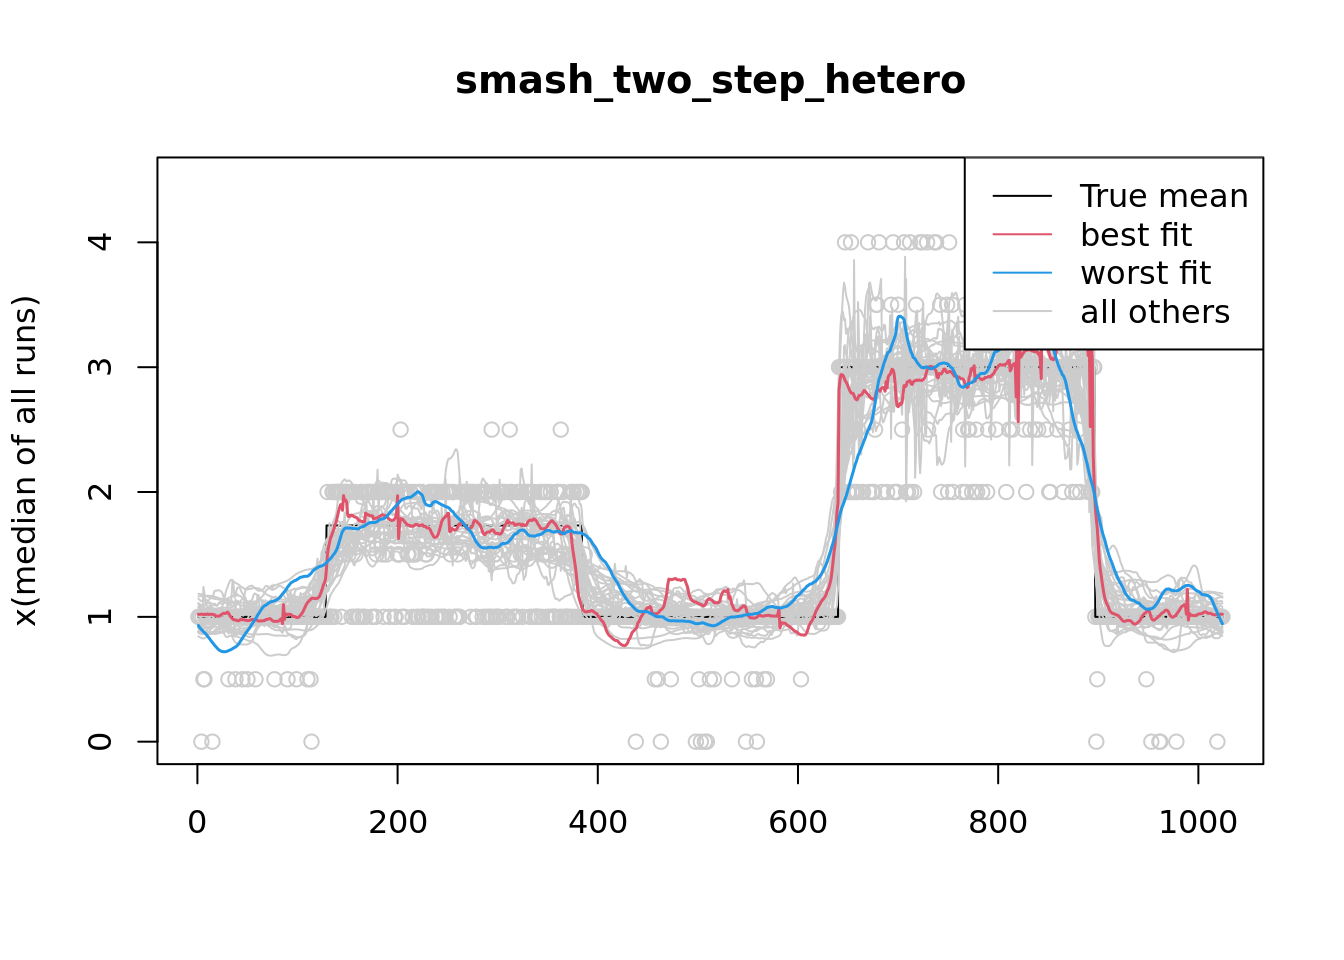 smash_two_step_hetero
x(median of all runs)
4
3
2
1
0
True mean
best fit
worst fit
all others
0 200 400 600 800 1000